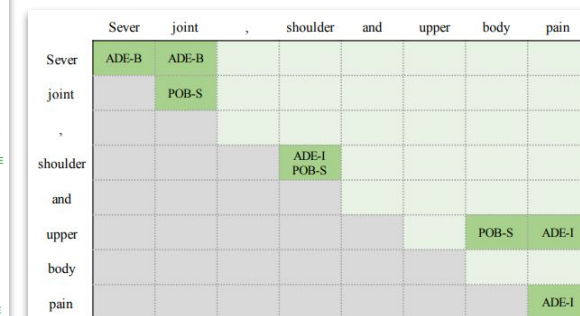 Sever joint , shoulder and upper body pain
Sever ADE-B ADE-B
joint POB-S
,
shoulder ADE-I
POB-S
and
upper POB-S ADE-I
body
pain ADE-I